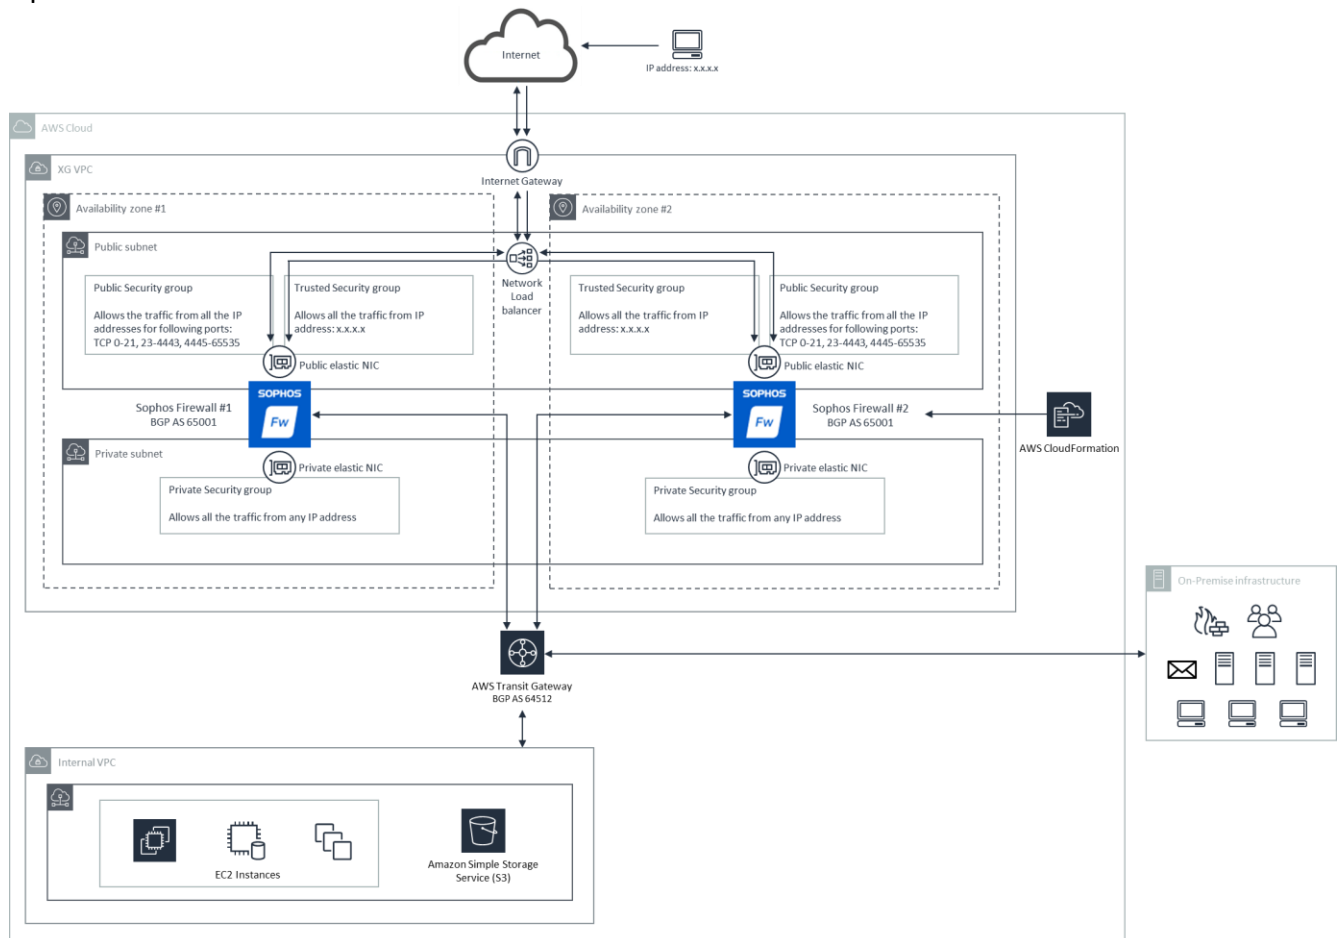 Internet
IP address: x.x.x.x
AWS Cloud
XG VPC
Internet Gateway
Availability zone #1
Availability zone #2
Public subnet
Network
Load
balancer
Public Security group
Allows the traffic from all the IP
addresses for following ports:
TCP 0-21, 23-4443, 4445-65535
Trusted Security group
Allows all the traffic from IP
address: x.x.x.x
Trusted Security group
Allows all the traffic from IP
address: x.x.x.x
Public Security group
Allows the traffic from all the IP
addresses for following ports:
TCP 0-21, 23-4443, 4445-65535
Public elastic NIC
Public elastic NIC
Sophos Firewall #1
BGP AS 65001
SOPHOS
Fw
SOPHOS
Fw
Sophos Firewall #2
BGP AS 65001
AWS CloudFormation
Private subnet
Private elastic NIC
Private elastic NIC
Private Security group
Allows all the traffic from any IP address
Private Security group
Allows all the traffic from any IP address
On-Premise infrastructure
AWS Transit Gateway
BGP AS 64512
Internal VPC
EC2 Instances
Amazon Simple Storage
Service (S3)